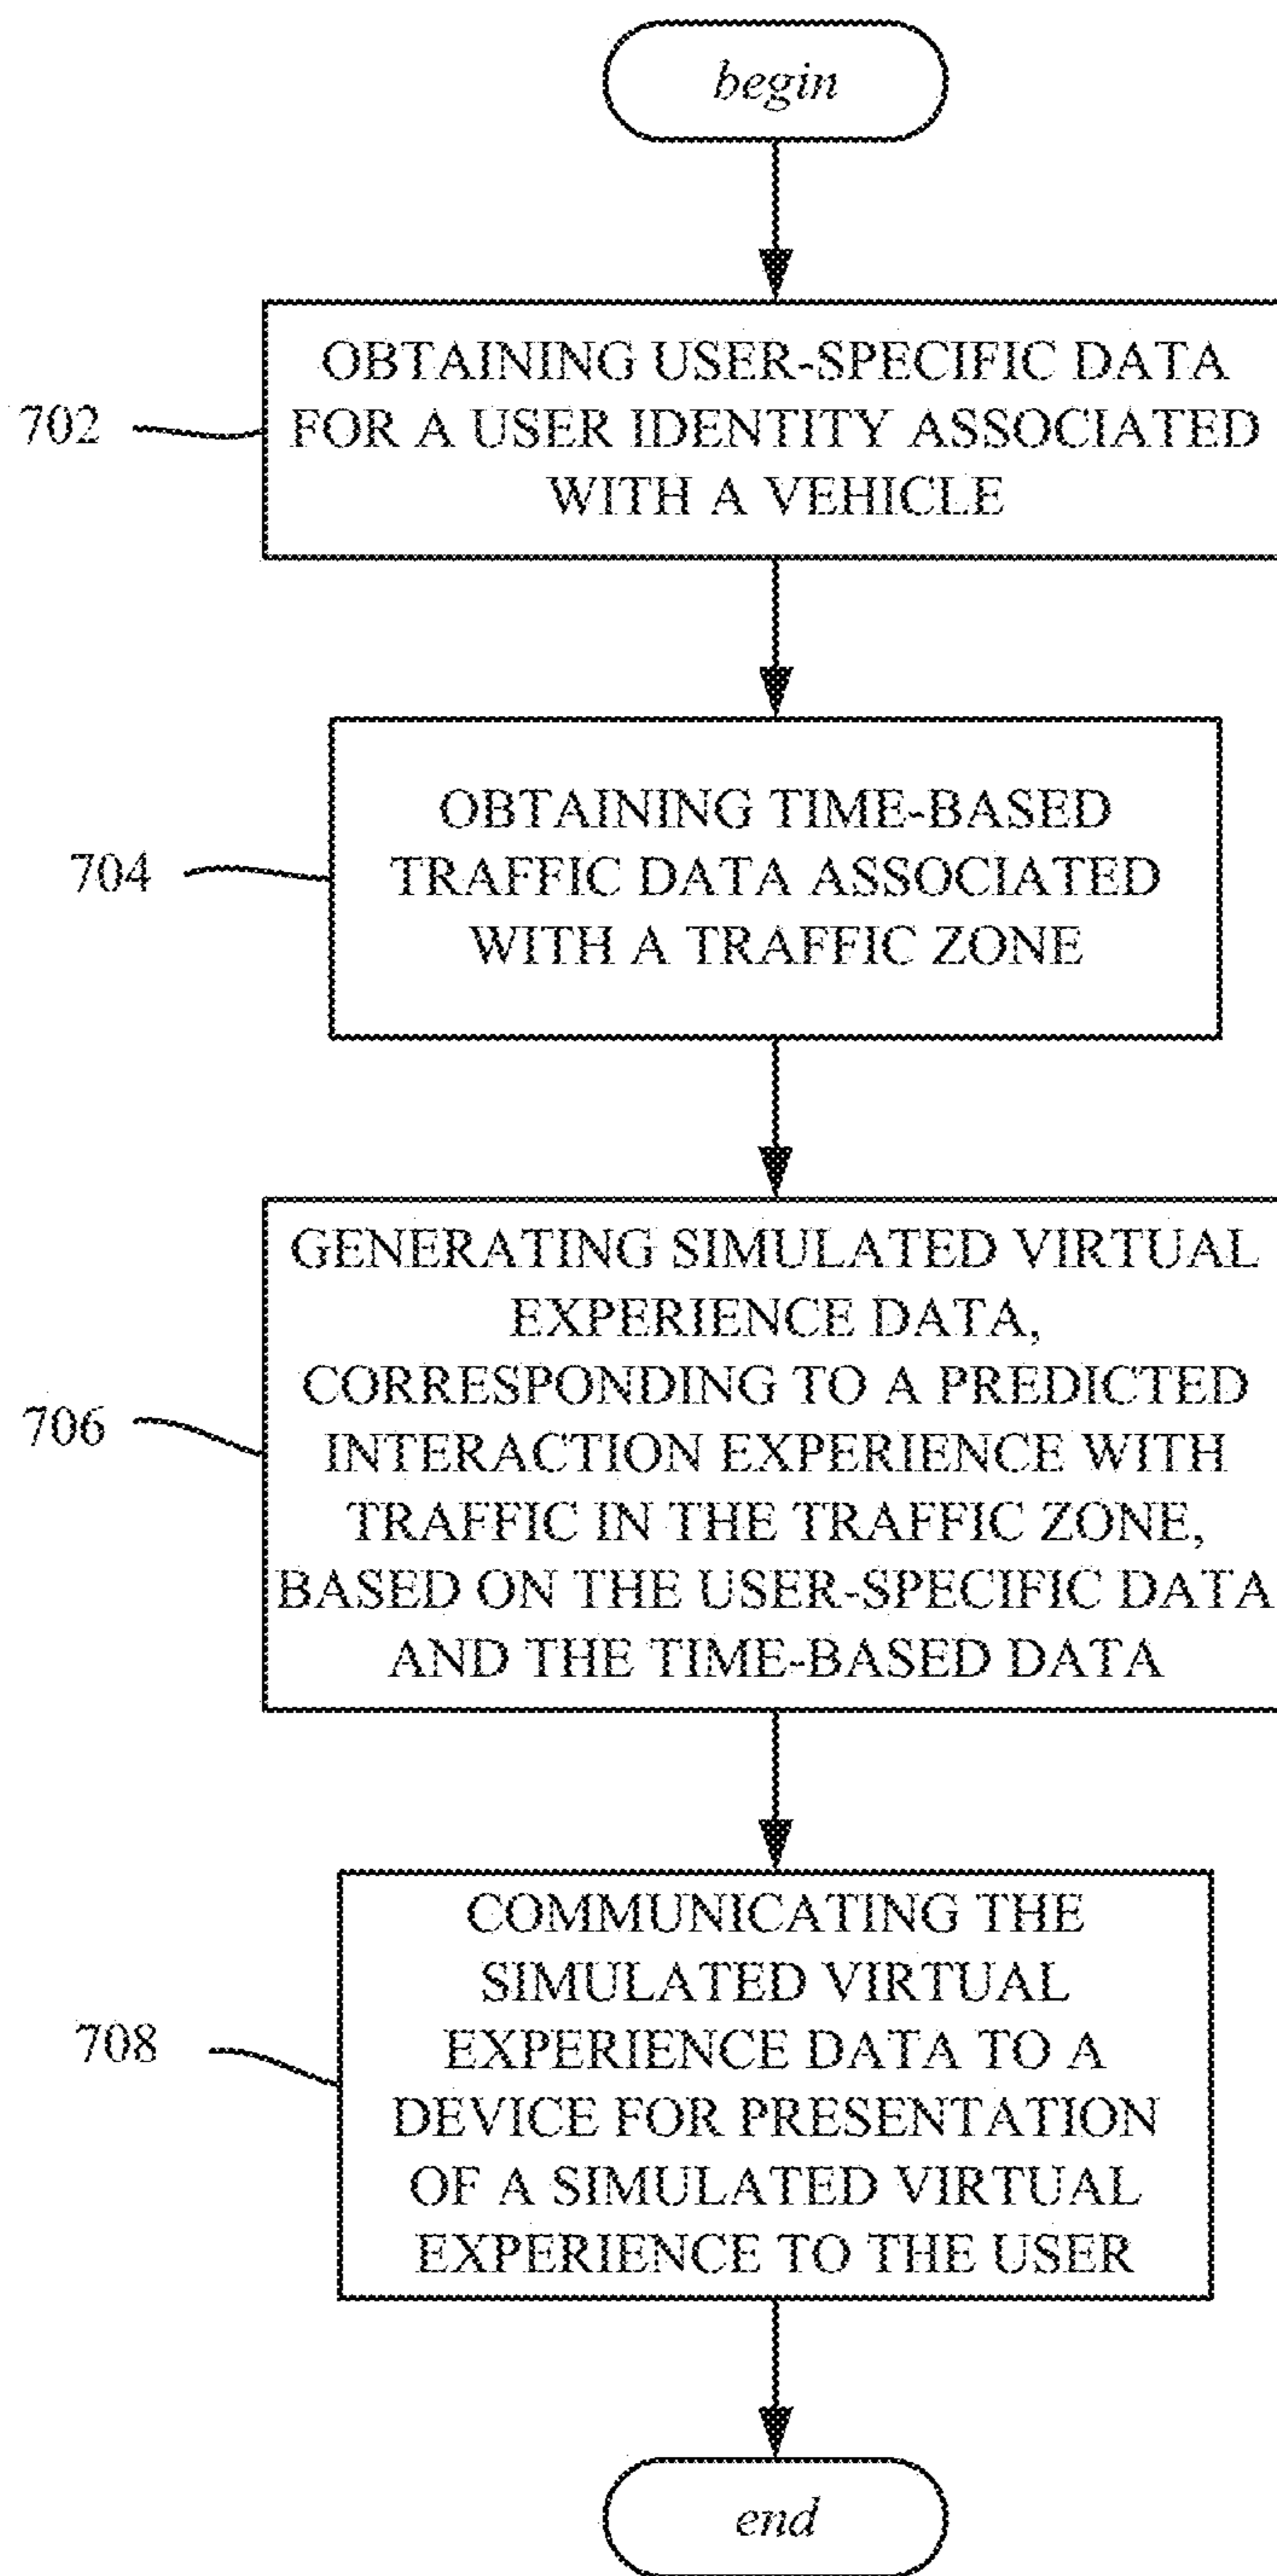 begin
702
OBTAINING USER-SPECIFIC DATA
FOR A USER IDENTITY ASSOCIATED
WITH A VEHICLE
704
OBTAINING TIME-BASED
TRAFFIC DATA ASSOCIATED
WITH A TRAFFIC ZONE
706
GENERATING SIMULATED VIRTUAL
EXPERIENCE DATA,
CORRESPONDING TO A PREDICTED
INTERACTION EXPERIENCE WITH
TRAFFIC IN THE TRAFFIC ZONE,
BASED ON THE USER-SPECIFIC DATA
AND THE TIME-BASED DATA
708
COMMUNICATING THE
SIMULATED VIRTUAL
EXPERIENCE DATA TO A
DEVICE FOR PRESENTATION
OF A SIMULATED VIRTUAL
EXPERIENCE TO THE USER
end